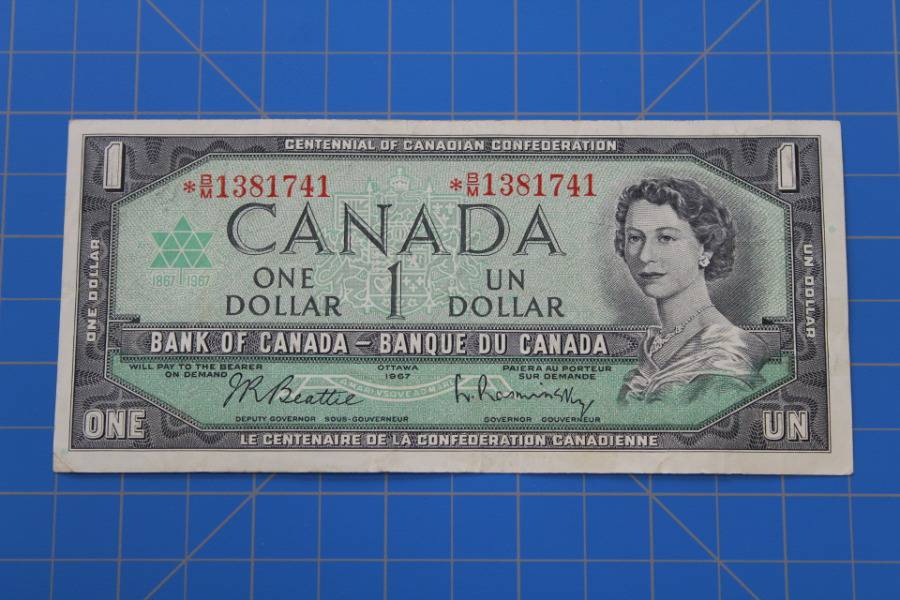 CENTENNIAL OF CANADIAN CONFEDERATION
1 1
*B/M1381741 *B/M1381741
CANADA
1867 1967
ONE DOLLAR
1
UN DOLLAR
ONE DOLLAR
UN DOLLAR
BANK OF CANADA – BANQUE DU CANADA
WILL PAY TO THE BEARER
ON DEMAND
OTTAWA
1967
PAIERA AU PORTEUR
SUR DEMANDE
J.R. Beattie
L. Rasminsky
DEPUTY GOVERNOR SOUS-GOUVERNEUR
GOVERNOR GOUVERNEUR
ONE
UN
LE CENTENAIRE DE LA CONFÉDÉRATION CANADIENNE